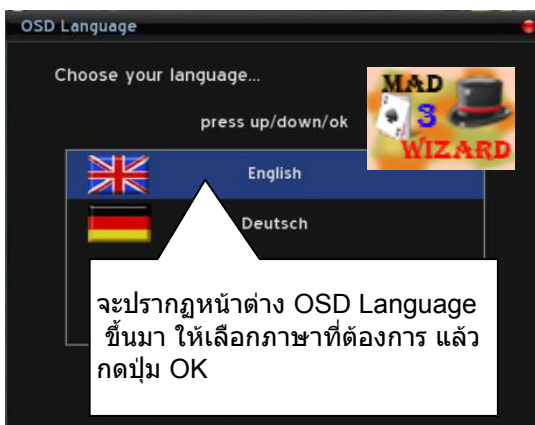 OSD Language
Choose your language...
press up/down/ok
MAD
3
WIZARD
English
Deutsch
จะปรากฏหน้าต่าง OSD Language
ขึ้นมา ให้เลือกภาษาที่ต้องการ แล้ว
กดปุ่ม OK